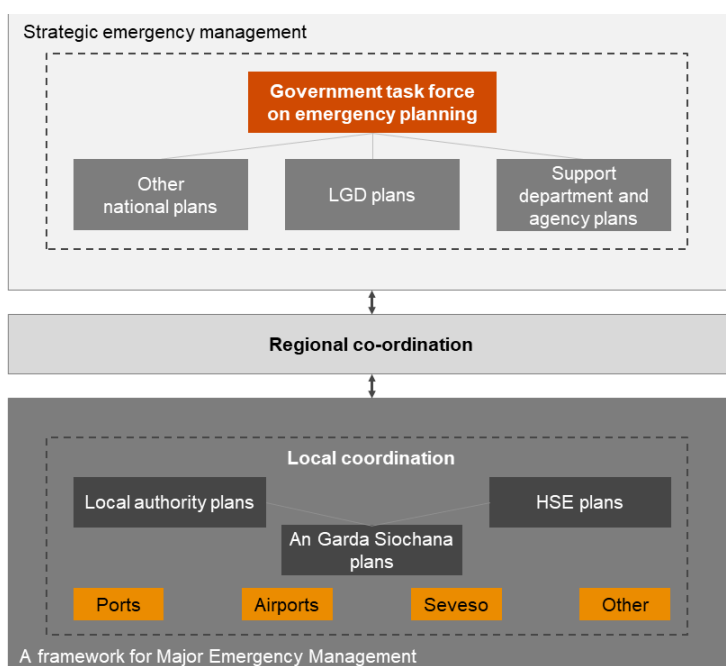 Strategic emergency management
Government task force
on emergency planning
Other
national plans
LGD plans
Support
department and
agency plans
Regional co-ordination
Local coordination
Local authority plans
HSE plans
An Garda Siochana
plans
Ports
Airports
Seveso
Other
A framework for Major Emergency Management